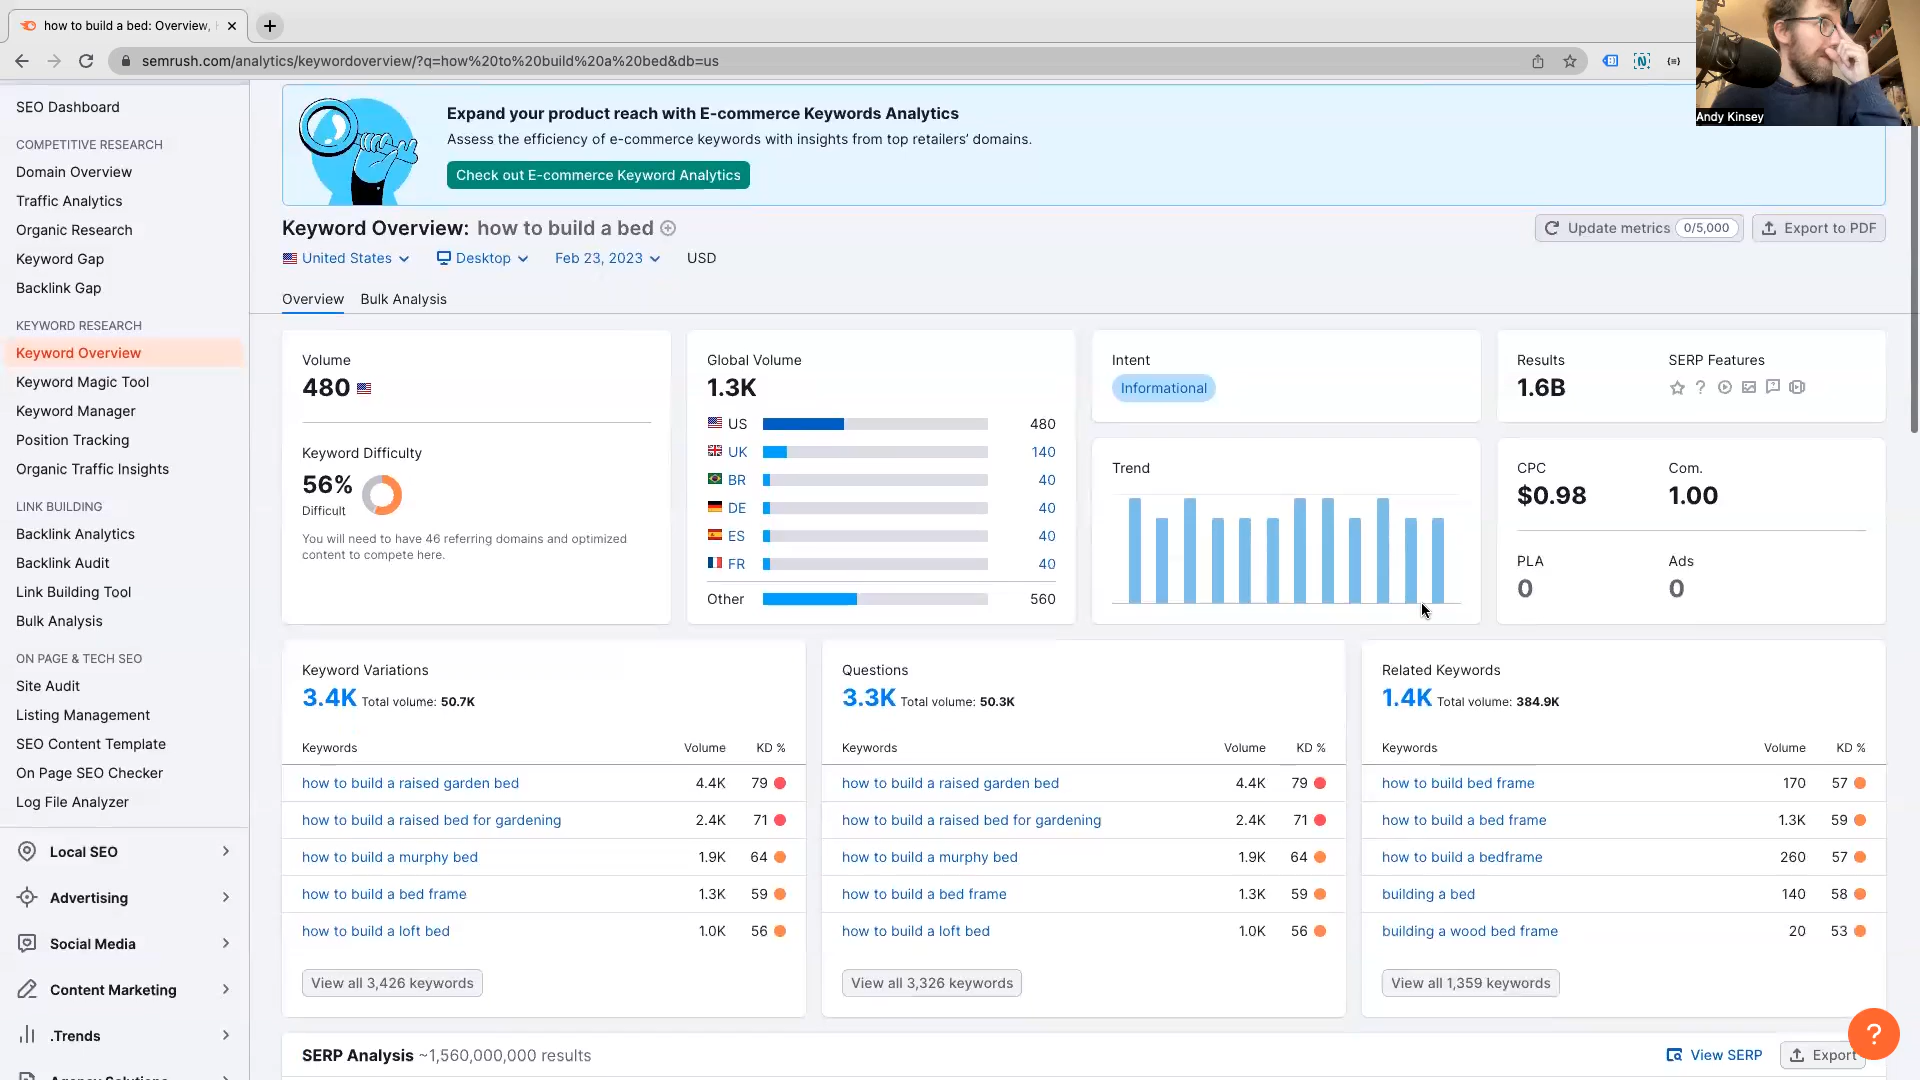 how to build a bed: Overview,
semrush.com/analytics/keywordoverview/?q=how%20to%20build%20a%20bed&db=us
Andy Kinsey
SEO Dashboard
COMPETITIVE RESEARCH
Domain Overview
Traffic Analytics
Organic Research
Keyword Gap
Backlink Gap
KEYWORD RESEARCH
Keyword Overview
Keyword Magic Tool
Keyword Manager
Position Tracking
Organic Traffic Insights
LINK BUILDING
Backlink Analytics
Backlink Audit
Link Building Tool
Bulk Analysis
ON PAGE & TECH SEO
Site Audit
Listing Management
SEO Content Template
On Page SEO Checker
Log File Analyzer
Local SEO
Advertising
Social Media
Content Marketing
.Trends
Expand your product reach with E-commerce Keywords Analytics
Assess the efficiency of e-commerce keywords with insights from top retailers' domains.
Check out E-commerce Keyword Analytics
Keyword Overview: how to build a bed
Update metrics 0/5,000
Export to PDF
United States Desktop Feb 23, 2023 USD
Overview Bulk Analysis
Volume
480
Keyword Difficulty
56%
Difficult
You will need to have 46 referring domains and optimized
content to compete here.
Global Volume
1.3K
US 480
UK 140
BR 40
DE 40
ES 40
FR 40
Other 560
Intent
Informational
Trend
Results
1.6B
SERP Features
CPC
$0.98
Com.
1.00
PLA
0
Ads
0
Keyword Variations
3.4K Total volume: 50.7K
Keywords Volume KD %
how to build a raised garden bed 4.4K 79
how to build a raised bed for gardening 2.4K 71
how to build a murphy bed 1.9K 64
how to build a bed frame 1.3K 59
how to build a loft bed 1.0K 56
View all 3,426 keywords
Questions
3.3K Total volume: 50.3K
Keywords Volume KD %
how to build a raised garden bed 4.4K 79
how to build a raised bed for gardening 2.4K 71
how to build a murphy bed 1.9K 64
how to build a bed frame 1.3K 59
how to build a loft bed 1.0K 56
View all 3,326 keywords
Related Keywords
1.4K Total volume: 384.9K
Keywords Volume KD %
how to build bed frame 170 57
how to build a bed frame 1.3K 59
how to build a bedframe 260 57
building a bed 140 58
building a wood bed frame 20 53
View all 1,359 keywords
SERP Analysis ~1,560,000,000 results
View SERP
Export
?